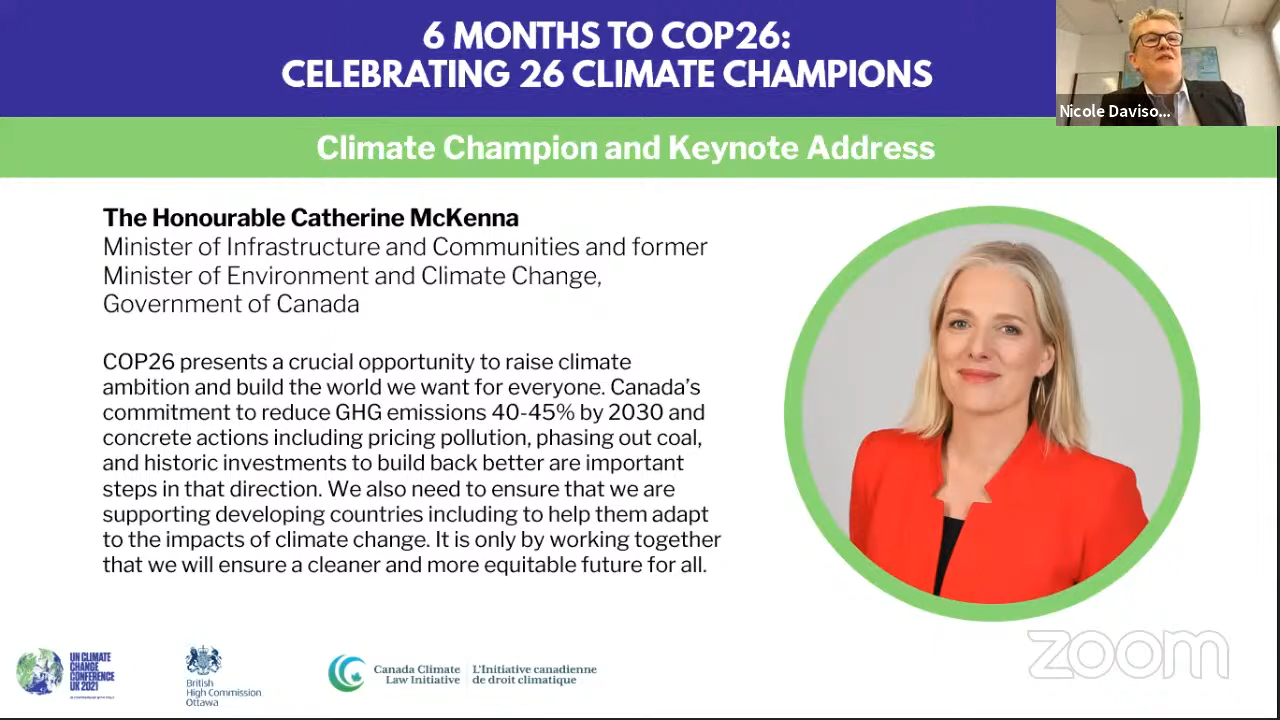 6 MONTHS TO COP26:
CELEBRATING 26 CLIMATE CHAMPIONS
Nicole Daviso...
Climate Champion and Keynote Address
The Honourable Catherine McKenna
Minister of Infrastructure and Communities and former
Minister of Environment and Climate Change,
Government of Canada
COP26 presents a crucial opportunity to raise climate
ambition and build the world we want for everyone. Canada's
commitment to reduce GHG emissions 40-45% by 2030 and
concrete actions including pricing pollution, phasing out coal,
and historic investments to build back better are important
steps in that direction. We also need to ensure that we are
supporting developing countries including to help them adapt
to the impacts of climate change. It is only by working together
that we will ensure a cleaner and more equitable future for all.
UN CLIMATE
CHANGE
CONFERENCE
UK 2021
British
High Commission
Ottawa
Canada Climate
Law Initiative
L'Initiative canadienne
de droit climatique
zoom